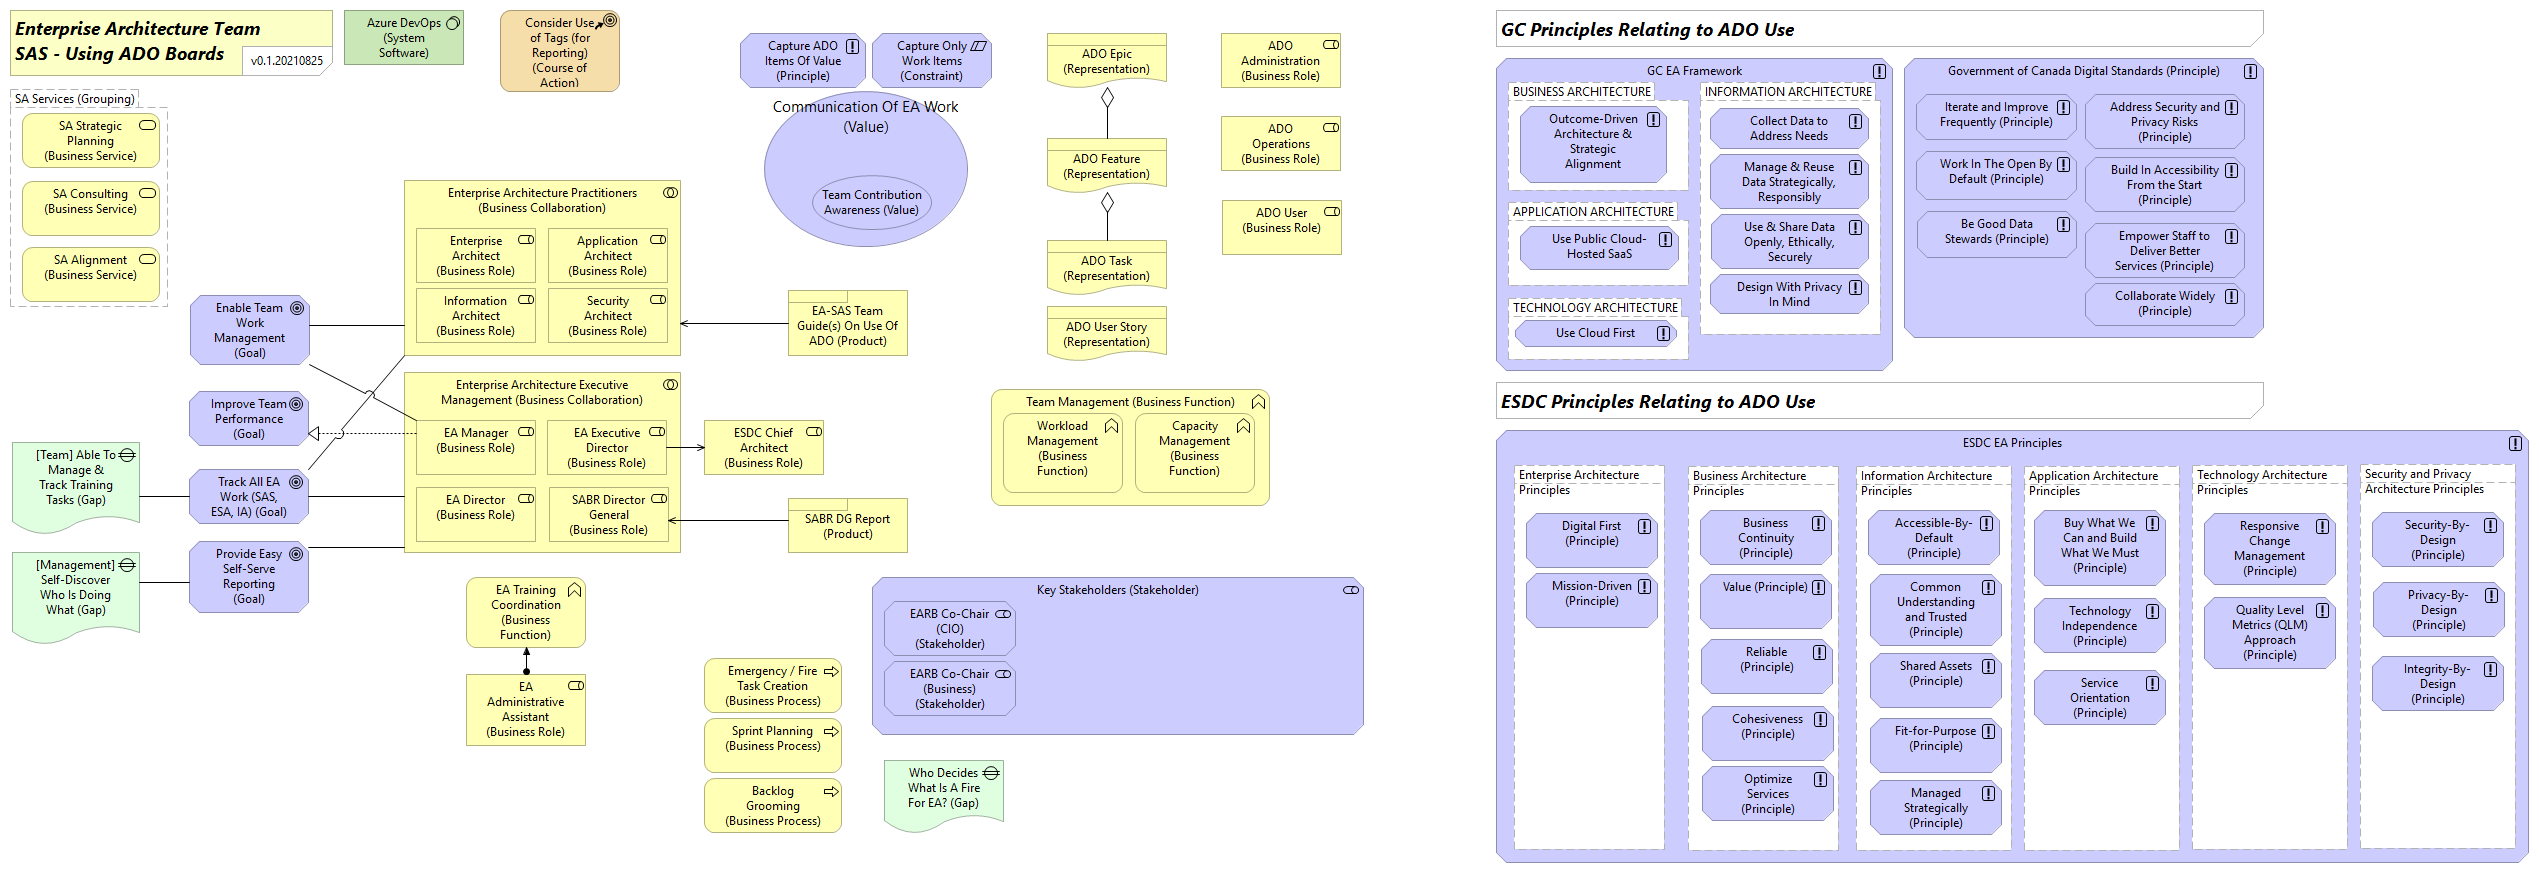 Enterprise Architecture Team
SAS - Using ADO Boards
v0.1.20210825
Azure DevOps
(System
Software)
Consider Use
of Tags (for
Reporting)
(Course of
Action)
SA Services (Grouping)
SA Strategic
Planning
(Business Service)
SA Consulting
(Business Service)
SA Alignment
(Business Service)
Enable Team
Work
Management
(Goal)
Improve Team
Performance
(Goal)
Track All EA
Work (SAS,
ESA, IA) (Goal)
Provide Easy
Self-Serve
Reporting
(Goal)
[Team] Able To
Manage &
Track Training
Tasks (Gap)
[Management]
Self-Discover
Who Is Doing
What (Gap)
Enterprise Architecture Practitioners
(Business Collaboration)
Enterprise
Architect
(Business Role)
Application
Architect
(Business Role)
Information
Architect
(Business Role)
Security
Architect
(Business Role)
Enterprise Architecture Executive
Management (Business Collaboration)
EA Manager
(Business Role)
EA Executive
Director
(Business Role)
EA Director
(Business Role)
SABR Director
General
(Business Role)
EA Training
Coordination
(Business
Function)
EA
Administrative
Assistant
(Business Role)
Capture ADO
Items Of Value
(Principle)
Capture Only
Work Items
(Constraint)
Communication Of EA Work
(Value)
Team Contribution
Awareness (Value)
EA-SAS Team
Guide(s) On Use Of
ADO (Product)
ESDC Chief
Architect
(Business Role)
SABR DG Report
(Product)
Emergency / Fire
Task Creation
(Business Process)
Sprint Planning
(Business Process)
Backlog
Grooming
(Business Process)
Key Stakeholders (Stakeholder)
EARB Co-Chair
(CIO)
(Stakeholder)
EARB Co-Chair
(Business)
(Stakeholder)
Who Decides
What Is A Fire
For EA? (Gap)
ADO Epic
(Representation)
ADO Feature
(Representation)
ADO Task
(Representation)
ADO User Story
(Representation)
ADO
Administration
(Business Role)
ADO
Operations
(Business Role)
ADO User
(Business Role)
Team Management (Business Function)
Workload
Management
(Business
Function)
Capacity
Management
(Business
Function)
GC Principles Relating to ADO Use
GC EA Framework
BUSINESS ARCHITECTURE
Outcome-Driven
Architecture &
Strategic
Alignment
APPLICATION ARCHITECTURE
Use Public Cloud-
Hosted SaaS
TECHNOLOGY ARCHITECTURE
Use Cloud First
INFORMATION ARCHITECTURE
Collect Data to
Address Needs
Manage & Reuse
Data Strategically,
Responsibly
Use & Share Data
Openly, Ethically,
Securely
Design With Privacy
In Mind
Government of Canada Digital Standards (Principle)
Iterate and Improve
Frequently (Principle)
Work In The Open By
Default (Principle)
Be Good Data
Stewards (Principle)
Address Security and
Privacy Risks
(Principle)
Build In Accessibility
From the Start
(Principle)
Empower Staff to
Deliver Better
Services (Principle)
Collaborate Widely
(Principle)
ESDC Principles Relating to ADO Use
ESDC EA Principles
Enterprise Architecture
Principles
Digital First
(Principle)
Mission-Driven
(Principle)
Business Architecture
Principles
Business
Continuity
(Principle)
Value (Principle)
Reliable
(Principle)
Cohesiveness
(Principle)
Optimize
Services
(Principle)
Information Architecture
Principles
Accessible-By-
Default
(Principle)
Common
Understanding
and Trusted
(Principle)
Shared Assets
(Principle)
Fit-for-Purpose
(Principle)
Managed
Strategically
(Principle)
Application Architecture
Principles
Buy What We
Can and Build
What We Must
(Principle)
Technology
Independence
(Principle)
Service
Orientation
(Principle)
Technology Architecture
Principles
Responsive
Change
Management
(Principle)
Quality Level
Metrics (QLM)
Approach
(Principle)
Security and Privacy
Architecture Principles
Security-By-
Design
(Principle)
Privacy-By-
Design
(Principle)
Integrity-By-
Design
(Principle)